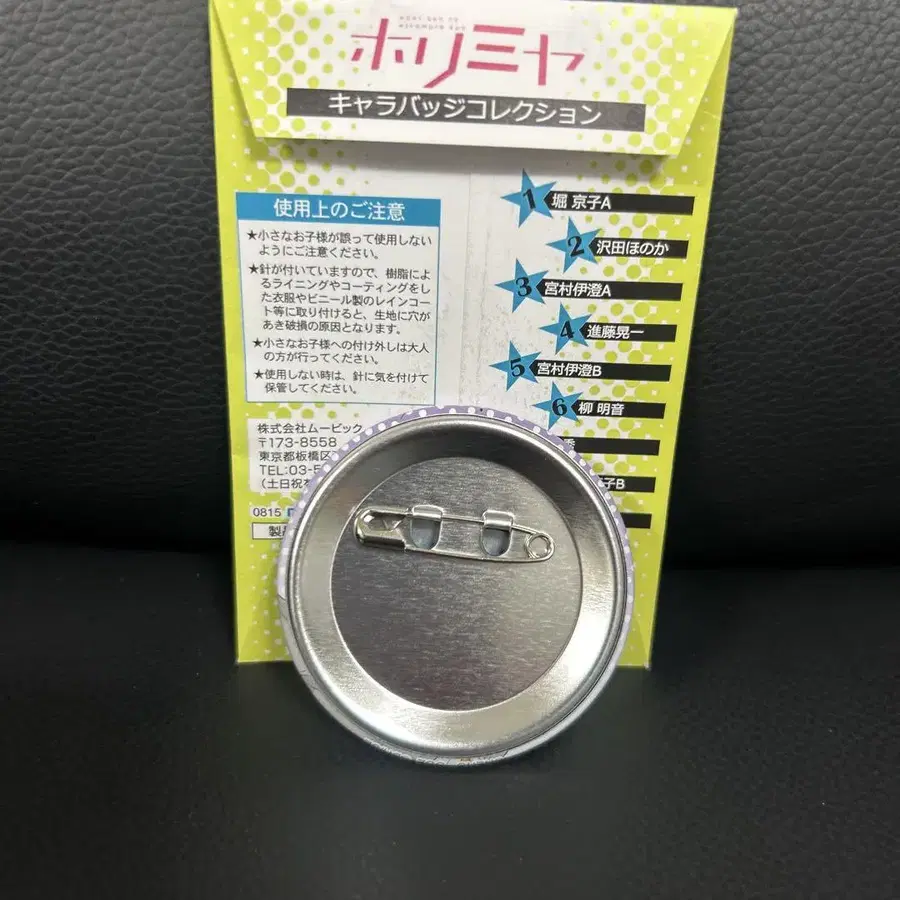 ホリミヤ
キャラバッジコレクション
使用上のご注意
★小さなお子様が誤って使用しない
ようにご注意ください。
★針が付いていますので、樹脂によ
るライニングやコーティングをし
た衣服やビニール製のレインコー
ト等に取り付けると、生地に穴が
あき破損の原因となります。
★小さなお子様への付け外しは大人
の方が行ってください。
★使用しない時は、針に気を付けて
保管してください。
株式会社ムービック
〒173-8558
東京都板橋区
TEL:03-5
(土日祝
0815
1 堀 京子A
2 沢田ほのか
3 宮村伊澄A
4 進藤晃一
5 宮村伊澄B
6 柳 明音
秀
子B